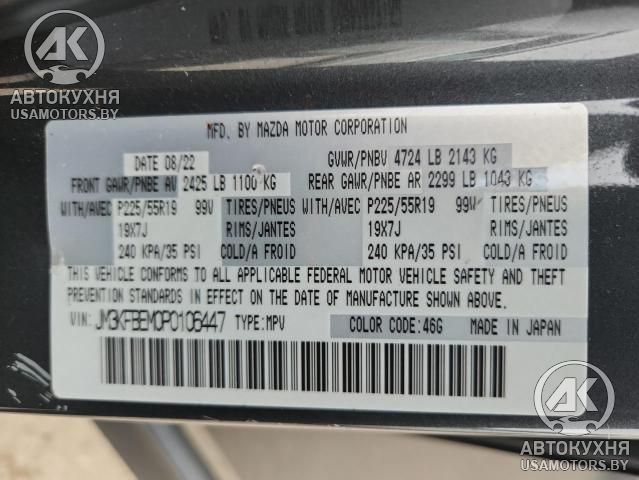 АК
АВТОКУХНЯ
USAMOTORS.BY
MFD. BY MAZDA MOTOR CORPORATION
DATE 08/22 GVWR/PNBV 4724 LB 2143 KG
FRONT GAWR/PNBE AV 2425 LB 1100 KG REAR GAWR/PNBE AR 2299 LB 1043 KG
WITH/AVEC P225/55R19 99V TIRES/PNEUS WITH/AVEC P225/55R19 99V TIRES/PNEUS
19X7J RIMS/JANTES 19X7J RIMS/JANTES
240 KPA/35 PSI COLD/A FROID 240 KPA/35 PSI COLD/A FROID
THIS VEHICLE CONFORMS TO ALL APPLICABLE FEDERAL MOTOR VEHICLE SAFETY AND THEFT
PREVENTION STANDARDS IN EFFECT ON THE DATE OF MANUFACTURE SHOWN ABOVE.
VIN: JM3KFBEM0P0106447 TYPE:MPV COLOR CODE:46G MADE IN JAPAN
АК
АВТОКУХНЯ
USAMOTORS.BY